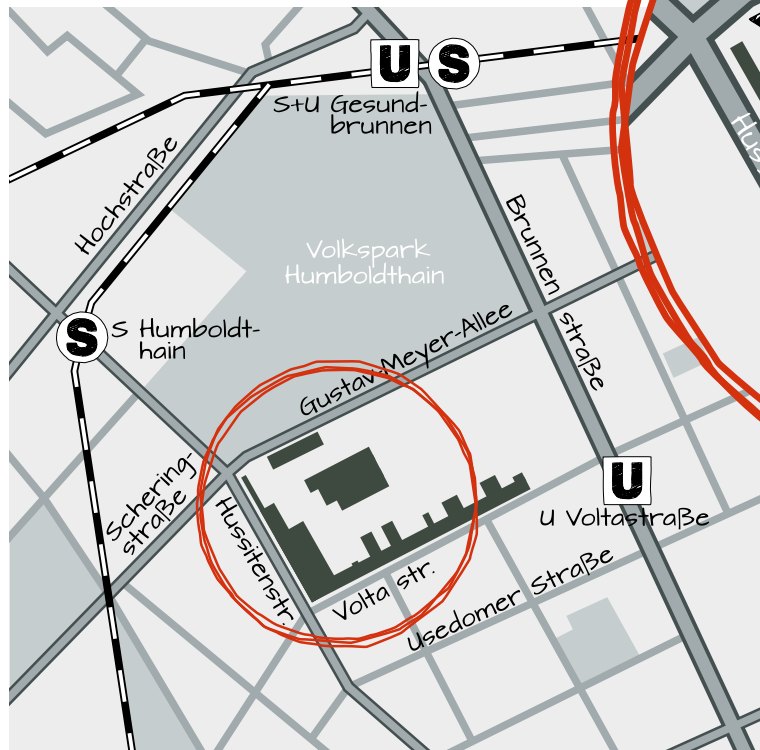 U S
S+U Gesund-
brunnen
Hochstraße
Hus
Brunnen
straße
Volkspark
Humboldthain
S
S Humboldt-
hain
Gustav-Meyer-Allee
Schering-
straße
Hussitenstr.
U
U Voltastraße
Volta str.
Usedomer Straße